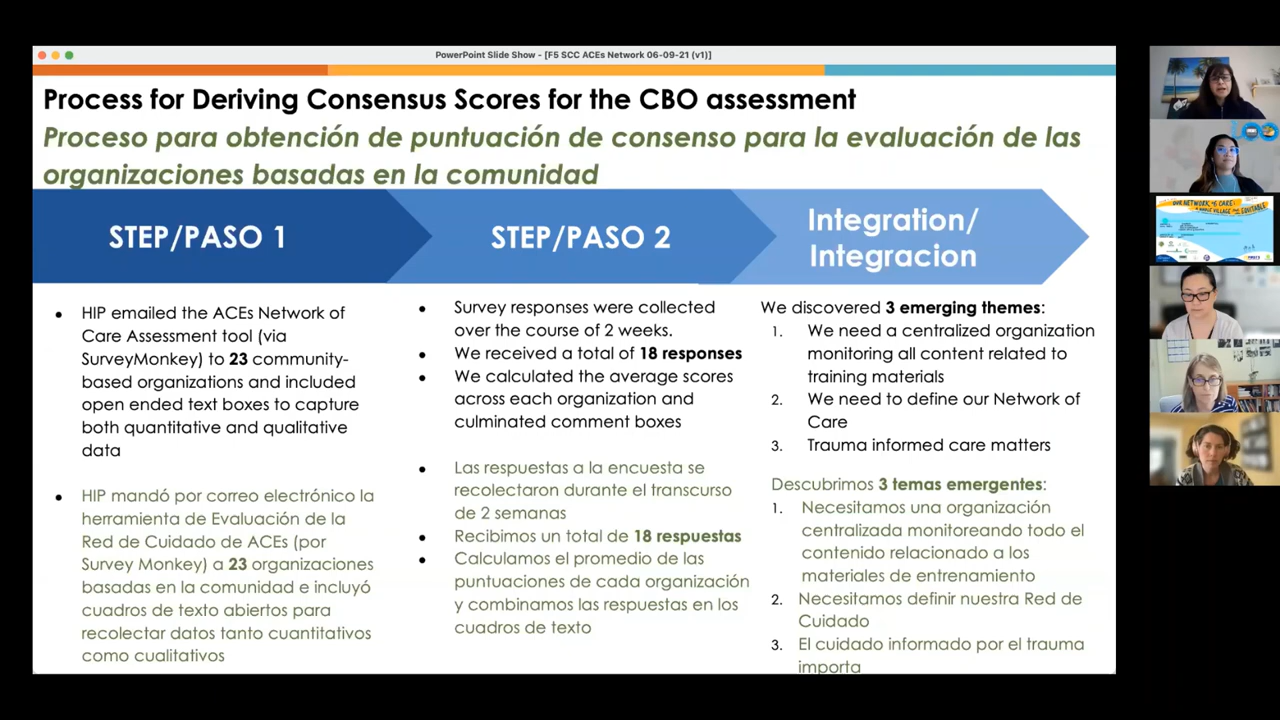 PowerPoint Slide Show - [F5 SCC ACEs Network 06-09-21 (v1)]
Process for Deriving Consensus Scores for the CBO assessment
Proceso para obtención de puntuación de consenso para la evaluación de las
organizaciones basadas en la comunidad
STEP/PASO 1
STEP/PASO 2
Integration/
Integracion
• HIP emailed the ACEs Network of
Care Assessment tool (via
SurveyMonkey) to 23 community-
based organizations and included
open ended text boxes to capture
both quantitative and qualitative
data
• HIP mandó por correo electrónico la
herramienta de Evaluación de la
Red de Cuidado de ACEs (por
Survey Monkey) a 23 organizaciones
basadas en la comunidad e incluyó
cuadros de texto abiertos para
recolectar datos tanto cuantitativos
como cualitativos
• Survey responses were collected
over the course of 2 weeks.
• We received a total of 18 responses
• We calculated the average scores
across each organization and
culminated comment boxes
• Las respuestas a la encuesta se
recolectaron durante el transcurso
de 2 semanas
• Recibimos un total de 18 respuestas
• Calculamos el promedio de las
puntuaciones de cada organización
y combinamos las respuestas en los
cuadros de texto
We discovered 3 emerging themes:
1. We need a centralized organization
monitoring all content related to
training materials
2. We need to define our Network of
Care
3. Trauma informed care matters
Descubrimos 3 temas emergentes:
1. Necesitamos una organización
centralizada monitoreando todo el
contenido relacionado a los
materiales de entrenamiento
2. Necesitamos definir nuestra Red de
Cuidado
3. El cuidado informado por el trauma
importa
OUR NETWORK of CARE:
A WHOLE VILLAGE EQUITABLE